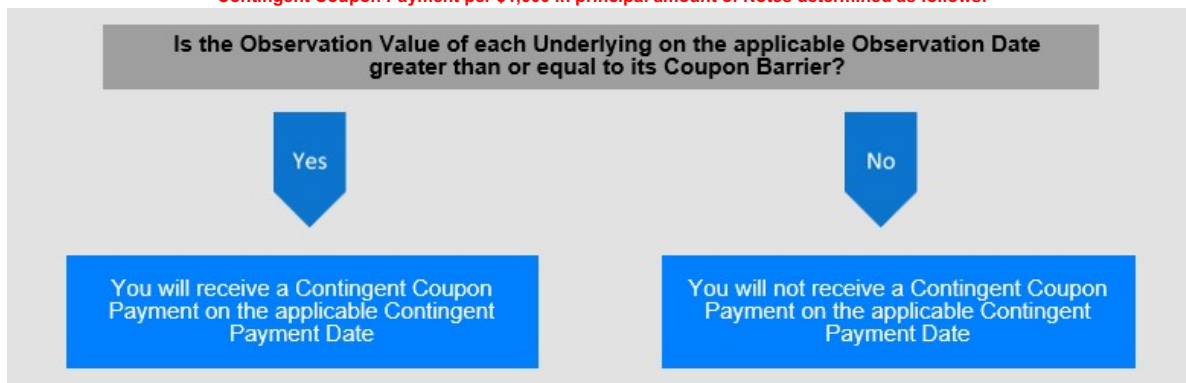 Contingent Coupon Payment per $1,000 in principal amount of Notes determined as follows:
Is the Observation Value of each Underlying on the applicable Observation Date
greater than or equal to its Coupon Barrier?
Yes
No
You will receive a Contingent Coupon
Payment on the applicable Contingent
Payment Date
You will not receive a Contingent Coupon
Payment on the applicable Contingent
Payment Date